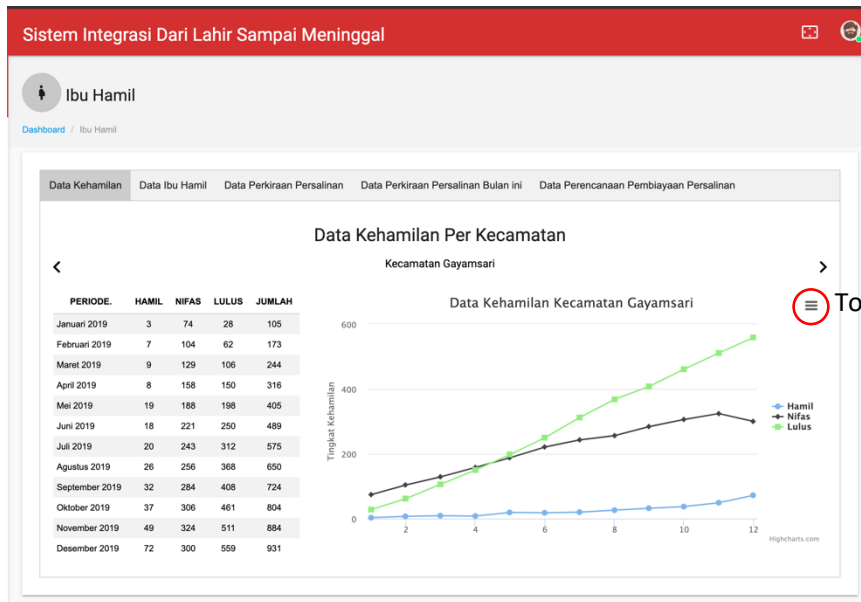 Sistem Integrasi Dari Lahir Sampai Meninggal
Ibu Hamil
Dashboard / Ibu Hamil
Data Kehamilan Data Ibu Hamil Data Perkiraan Persalinan Data Perkiraan Persalinan Bulan ini Data Perencanaan Pembiayaan Persalinan
Data Kehamilan Per Kecamatan
Kecamatan Gayamsari
PERIODE. HAMIL NIFAS LULUS JUMLAH
Januari 2019 3 74 28 105
Februari 2019 7 104 62 173
Maret 2019 9 129 106 244
April 2019 8 158 150 316
Mei 2019 19 188 198 405
Juni 2019 18 221 250 489
Juli 2019 20 243 312 575
Agustus 2019 26 256 368 650
September 2019 32 284 408 724
Oktober 2019 37 306 461 804
November 2019 49 324 511 884
Desember 2019 72 300 559 931
Data Kehamilan Kecamatan Gayamsari
To
Tingkat Kehamilan
600
400
200
0
2 4 6 8 10 12
Hamil
Nifas
Lulus
Highcharts.com